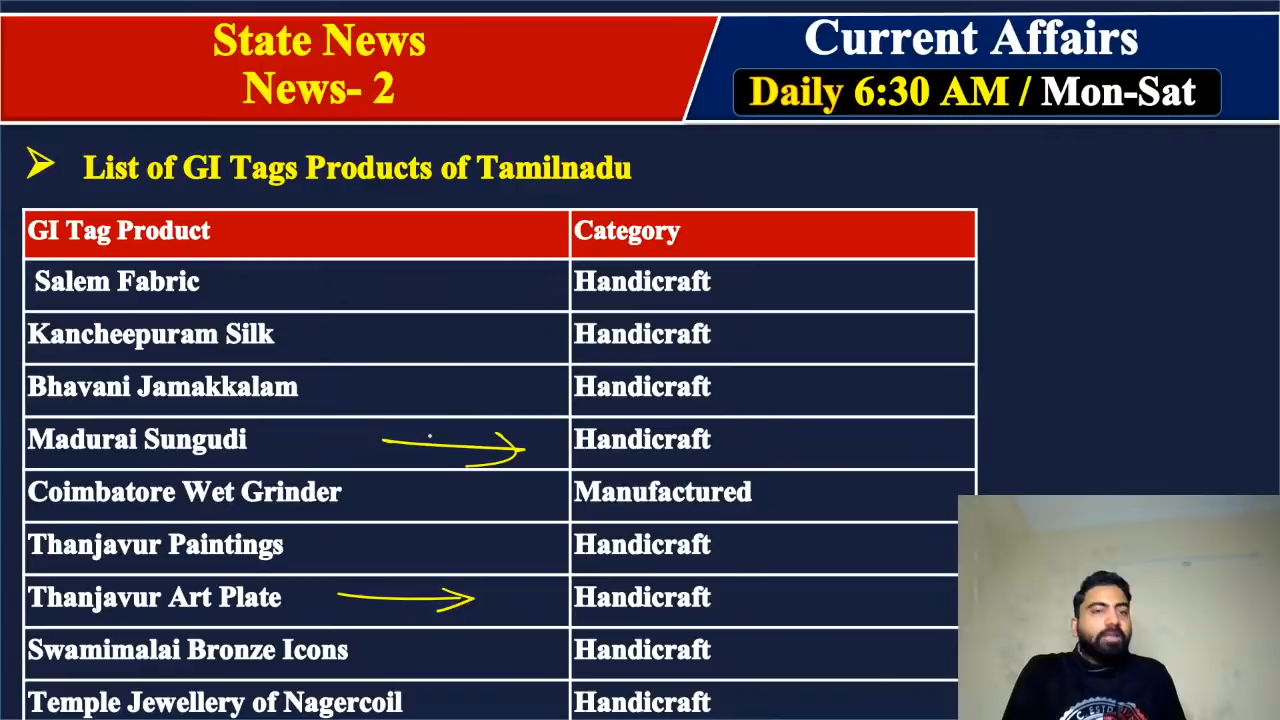 State News
News- 2
Current Affairs
Daily 6:30 AM / Mon-Sat
List of GI Tags Products of Tamilnadu
GI Tag Product Category
Salem Fabric Handicraft
Kancheepuram Silk Handicraft
Bhavani Jamakkalam Handicraft
Madurai Sungudi Handicraft
Coimbatore Wet Grinder Manufactured
Thanjavur Paintings Handicraft
Thanjavur Art Plate Handicraft
Swamimalai Bronze Icons Handicraft
Temple Jewellery of Nagercoil Handicraft